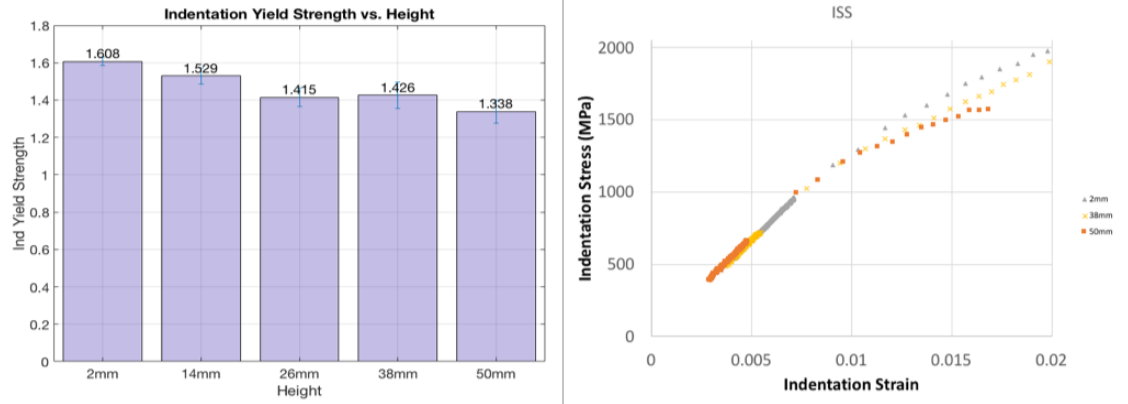 Indentation Yield Strength vs. Height
1.8
1.6
1.4
1.2
1
0.8
0.6
0.4
0.2
0
Ind Yield Strength
1.608
1.529
1.415
1.426
1.338
2mm 14mm 26mm 38mm 50mm
Height
ISS
2000
1500
1000
500
0
Indentation Stress (MPa)
0 0.005 0.01 0.015 0.02
Indentation Strain
2mm
38mm
50mm